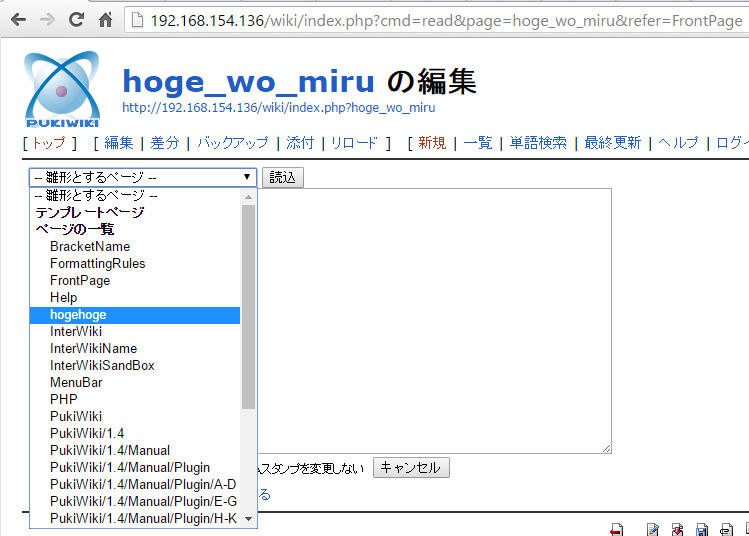 192.168.154.136/wiki/index.php?cmd=read&page=hoge_wo_miru&refer=FrontPage
PUKIWIKI
hoge_wo_miru の編集
http://192.168.154.136/wiki/index.php?hoge_wo_miru
[ トップ ] [ 編集 | 差分 | バックアップ | 添付 | リロード ] [ 新規 | 一覧 | 単語検索 | 最終更新 | ヘルプ | ログイ
-- 雛形とするページ -- 読込
-- 雛形とするページ --
テンプレートページ
ページの一覧
BracketName
FormattingRules
FrontPage
Help
hogehoge
InterWiki
InterWikiName
InterWikiSandBox
MenuBar
PHP
PukiWiki
PukiWiki/1.4
PukiWiki/1.4/Manual
PukiWiki/1.4/Manual/Plugin
PukiWiki/1.4/Manual/Plugin/A-D
PukiWiki/1.4/Manual/Plugin/E-G
PukiWiki/1.4/Manual/Plugin/H-K
ムスタンプを変更しない キャンセル
る